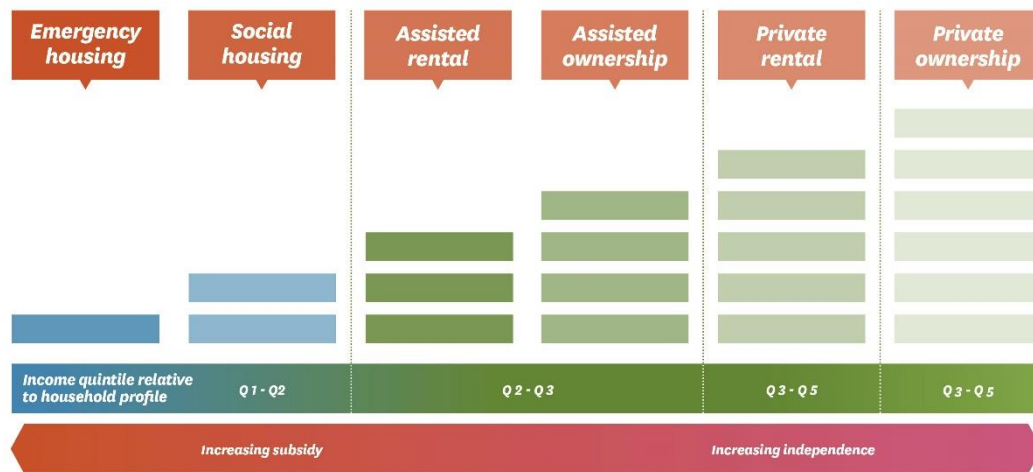 Emergency
housing
Social
housing
Assisted
rental
Assisted
ownership
Private
rental
Private
ownership
Income quintile relative
to household profile
Q1 - Q2
Q2 - Q3
Q3 - Q5
Q3 - Q5
Increasing subsidy
Increasing independence